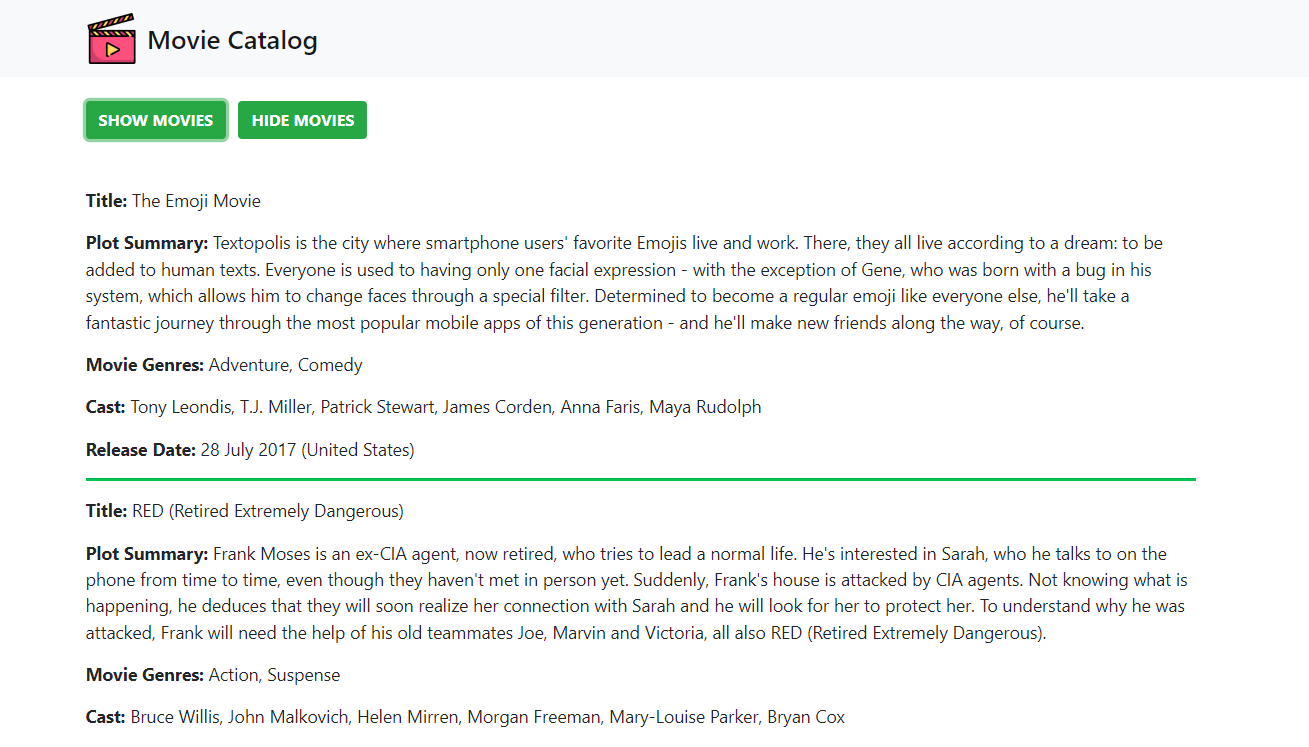 Movie Catalog
SHOW MOVIES HIDE MOVIES
Title: The Emoji Movie
Plot Summary: Textopolis is the city where smartphone users' favorite Emojis live and work. There, they all live according to a dream: to be
added to human texts. Everyone is used to having only one facial expression - with the exception of Gene, who was born with a bug in his
system, which allows him to change faces through a special filter. Determined to become a regular emoji like everyone else, he'll take a
fantastic journey through the most popular mobile apps of this generation - and he'll make new friends along the way, of course.
Movie Genres: Adventure, Comedy
Cast: Tony Leondis, T.J. Miller, Patrick Stewart, James Corden, Anna Faris, Maya Rudolph
Release Date: 28 July 2017 (United States)
Title: RED (Retired Extremely Dangerous)
Plot Summary: Frank Moses is an ex-CIA agent, now retired, who tries to lead a normal life. He's interested in Sarah, who he talks to on the
phone from time to time, even though they haven't met in person yet. Suddenly, Frank's house is attacked by CIA agents. Not knowing what is
happening, he deduces that they will soon realize her connection with Sarah and he will look for her to protect her. To understand why he was
attacked, Frank will need the help of his old teammates Joe, Marvin and Victoria, all also RED (Retired Extremely Dangerous).
Movie Genres: Action, Suspense
Cast: Bruce Willis, John Malkovich, Helen Mirren, Morgan Freeman, Mary-Louise Parker, Bryan Cox